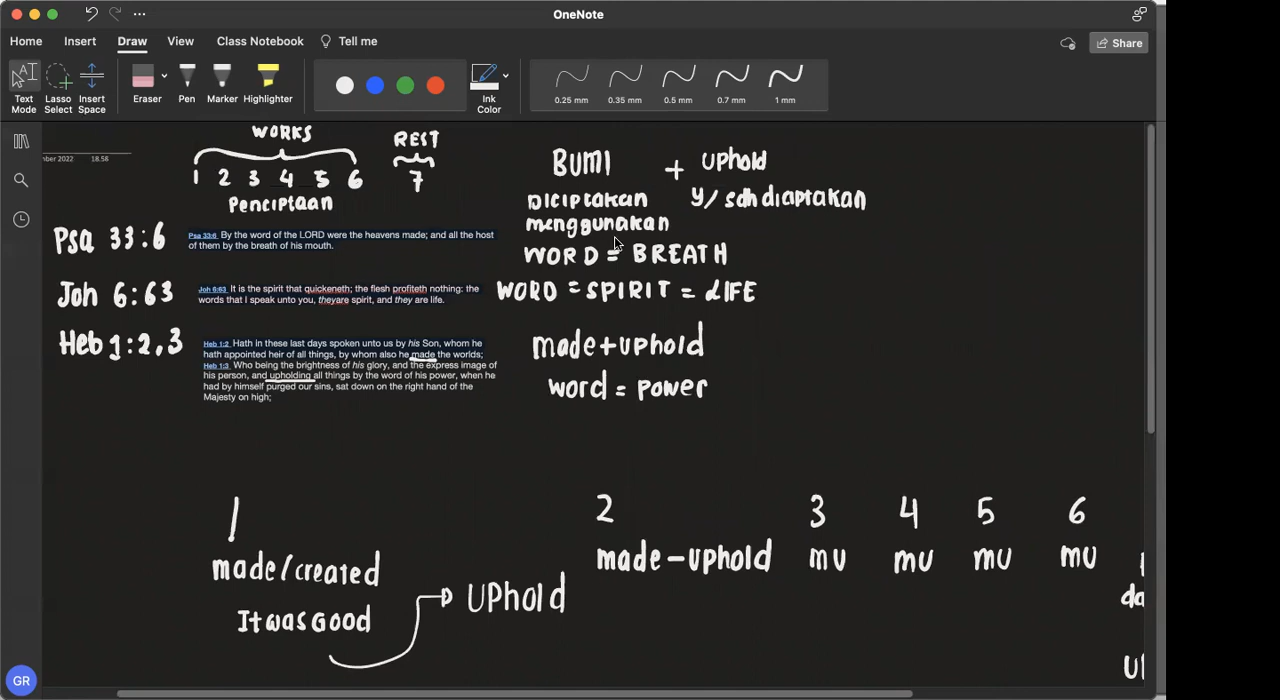 OneNote
Home Insert Draw View Class Notebook Tell me
Share
Text Mode
Lasso Select
Insert Space
Eraser
Pen
Marker
Highlighter
Ink Color
0.25 mm 0.35 mm 0.5 mm 0.7 mm 1 mm
mber 2022 18.56
WORKS
1 2 3 4 5 6
Penciptaan
REST
7
BUMI + uphold
Diciptakan y/ sdh diciptakan
menggunakan
WORD = BREATH
WORD = SPIRIT = LIFE
Psa 33:6
Psa 33:6 By the word of the LORD were the heavens made; and all the host
of them by the breath of his mouth.
Joh 6:63
Joh 6:63 It is the spirit that quickeneth; the flesh profiteth nothing: the
words that I speak unto you, theyare spirit, and they are life.
Heb 1:2,3
Heb 1:2 Hath in these last days spoken unto us by his Son, whom he
hath appointed heir of all things, by whom also he made the worlds;
Heb 1:3 Who being the brightness of his glory, and the express image of
his person, and upholding all things by the word of his power, when he
had by himself purged our sins, sat down on the right hand of the
Majesty on high;
made+uphold
word = power
1 2 3 4 5 6
made/created made-uphold mu mu mu mu
It was Good UPhold
da
U
GR